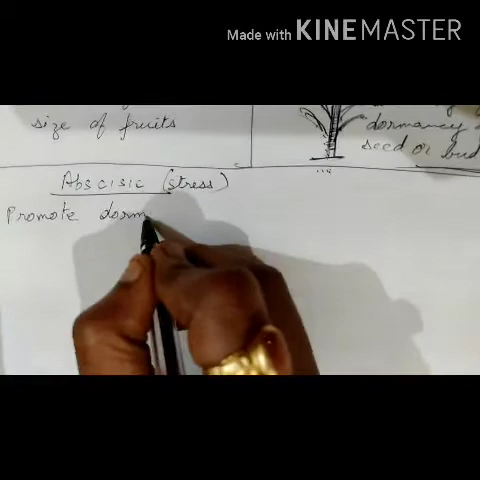 Made with KINEMASTER
size of fruits
dormancy
seed or bud
Abscisic (stress)
Promote dorm